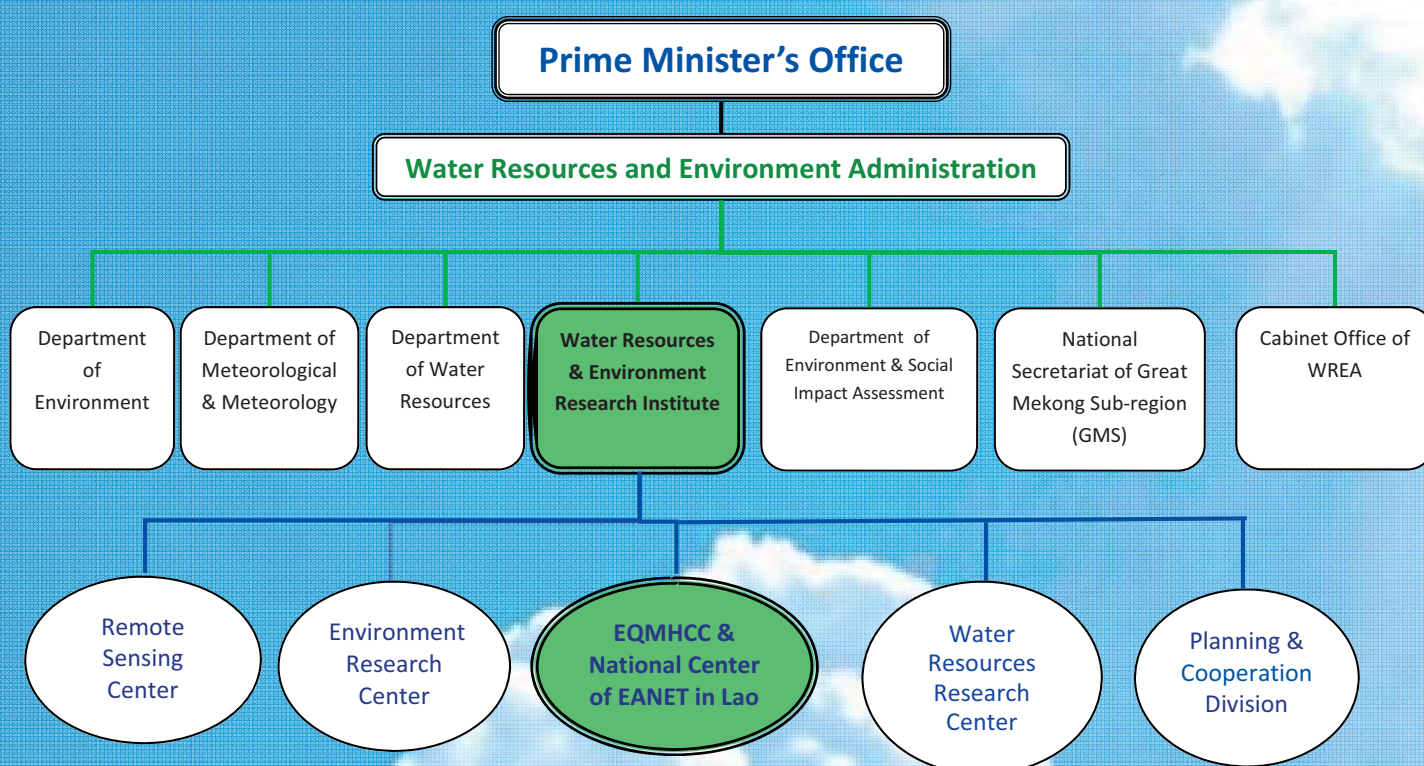 Prime Minister’s Office
Water Resources and Environment Administration
Department
of
Environment
Department of
Meteorological
& Meteorology
Department
of Water
Resources
Water Resources
& Environment
Research Institute
Department of
Environment & Social
Impact Assessment
National
Secretariat of Great
Mekong Sub-region
(GMS)
Cabinet Office of
WREA
Remote
Sensing
Center
Environment
Research
Center
EQMHCC &
National Center
of EANET in Lao
Water
Resources
Research
Center
Planning &
Cooperation
Division